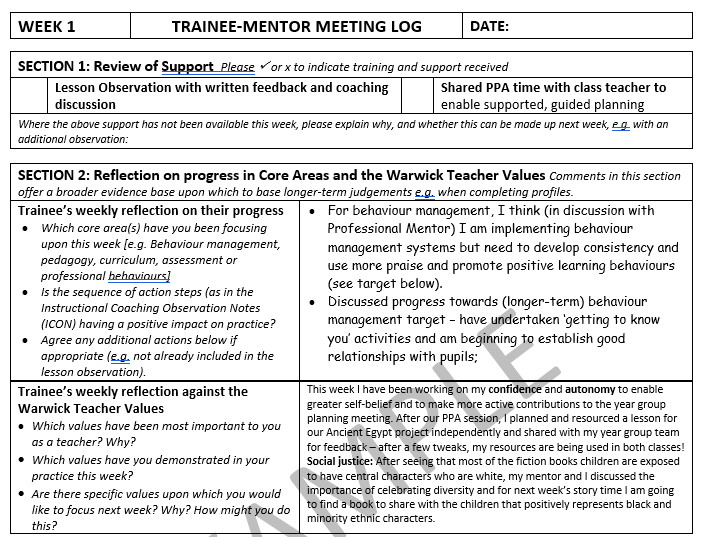 WEEK 1 TRAINEE-MENTOR MEETING LOG DATE:
SECTION 1: Review of Support Please ✓ or x to indicate training and support received
Lesson Observation with written feedback and coaching
discussion
Shared PPA time with class teacher to
enable supported, guided planning
Where the above support has not been available this week, please explain why, and whether this can be made up next week, e.g. with an
additional observation:
SECTION 2: Reflection on progress in Core Areas and the Warwick Teacher Values Comments in this section
offer a broader evidence base upon which to base longer-term judgements e.g. when completing profiles.
Trainee's weekly reflection on their progress
• Which core area(s) have you been focusing
upon this week [e.g. Behaviour management,
pedagogy, curriculum, assessment or
professional behaviours]
• Is the sequence of action steps (as in the
Instructional Coaching Observation Notes
(ICON) having a positive impact on practice?
• Agree any additional actions below if
appropriate (e.g. not already included in the
lesson observation).
• For behaviour management, I think (in discussion with
Professional Mentor) I am implementing behaviour
management systems but need to develop consistency and
use more praise and promote positive learning behaviours
(see target below).
• Discussed progress towards (longer-term) behaviour
management target – have undertaken 'getting to know
you' activities and am beginning to establish good
relationships with pupils;
Trainee's weekly reflection against the
Warwick Teacher Values
• Which values have been most important to you
as a teacher? Why?
• Which values have you demonstrated in your
practice this week?
• Are there specific values upon which you would
like to focus next week? Why? How might you do
this?
This week I have been working on my confidence and autonomy to enable
greater self-belief and to make more active contributions to the year group
planning meeting. After our PPA session, I planned and resourced a lesson for
our Ancient Egypt project independently and shared with my year group team
for feedback – after a few tweaks, my resources are being used in both classes!
Social justice: After seeing that most of the fiction books children are exposed
to have central characters who are white, my mentor and I discussed the
importance of celebrating diversity and for next week's story time I am going
to find a book to share with the children that positively represents black and
minority ethnic characters.
AMPLE